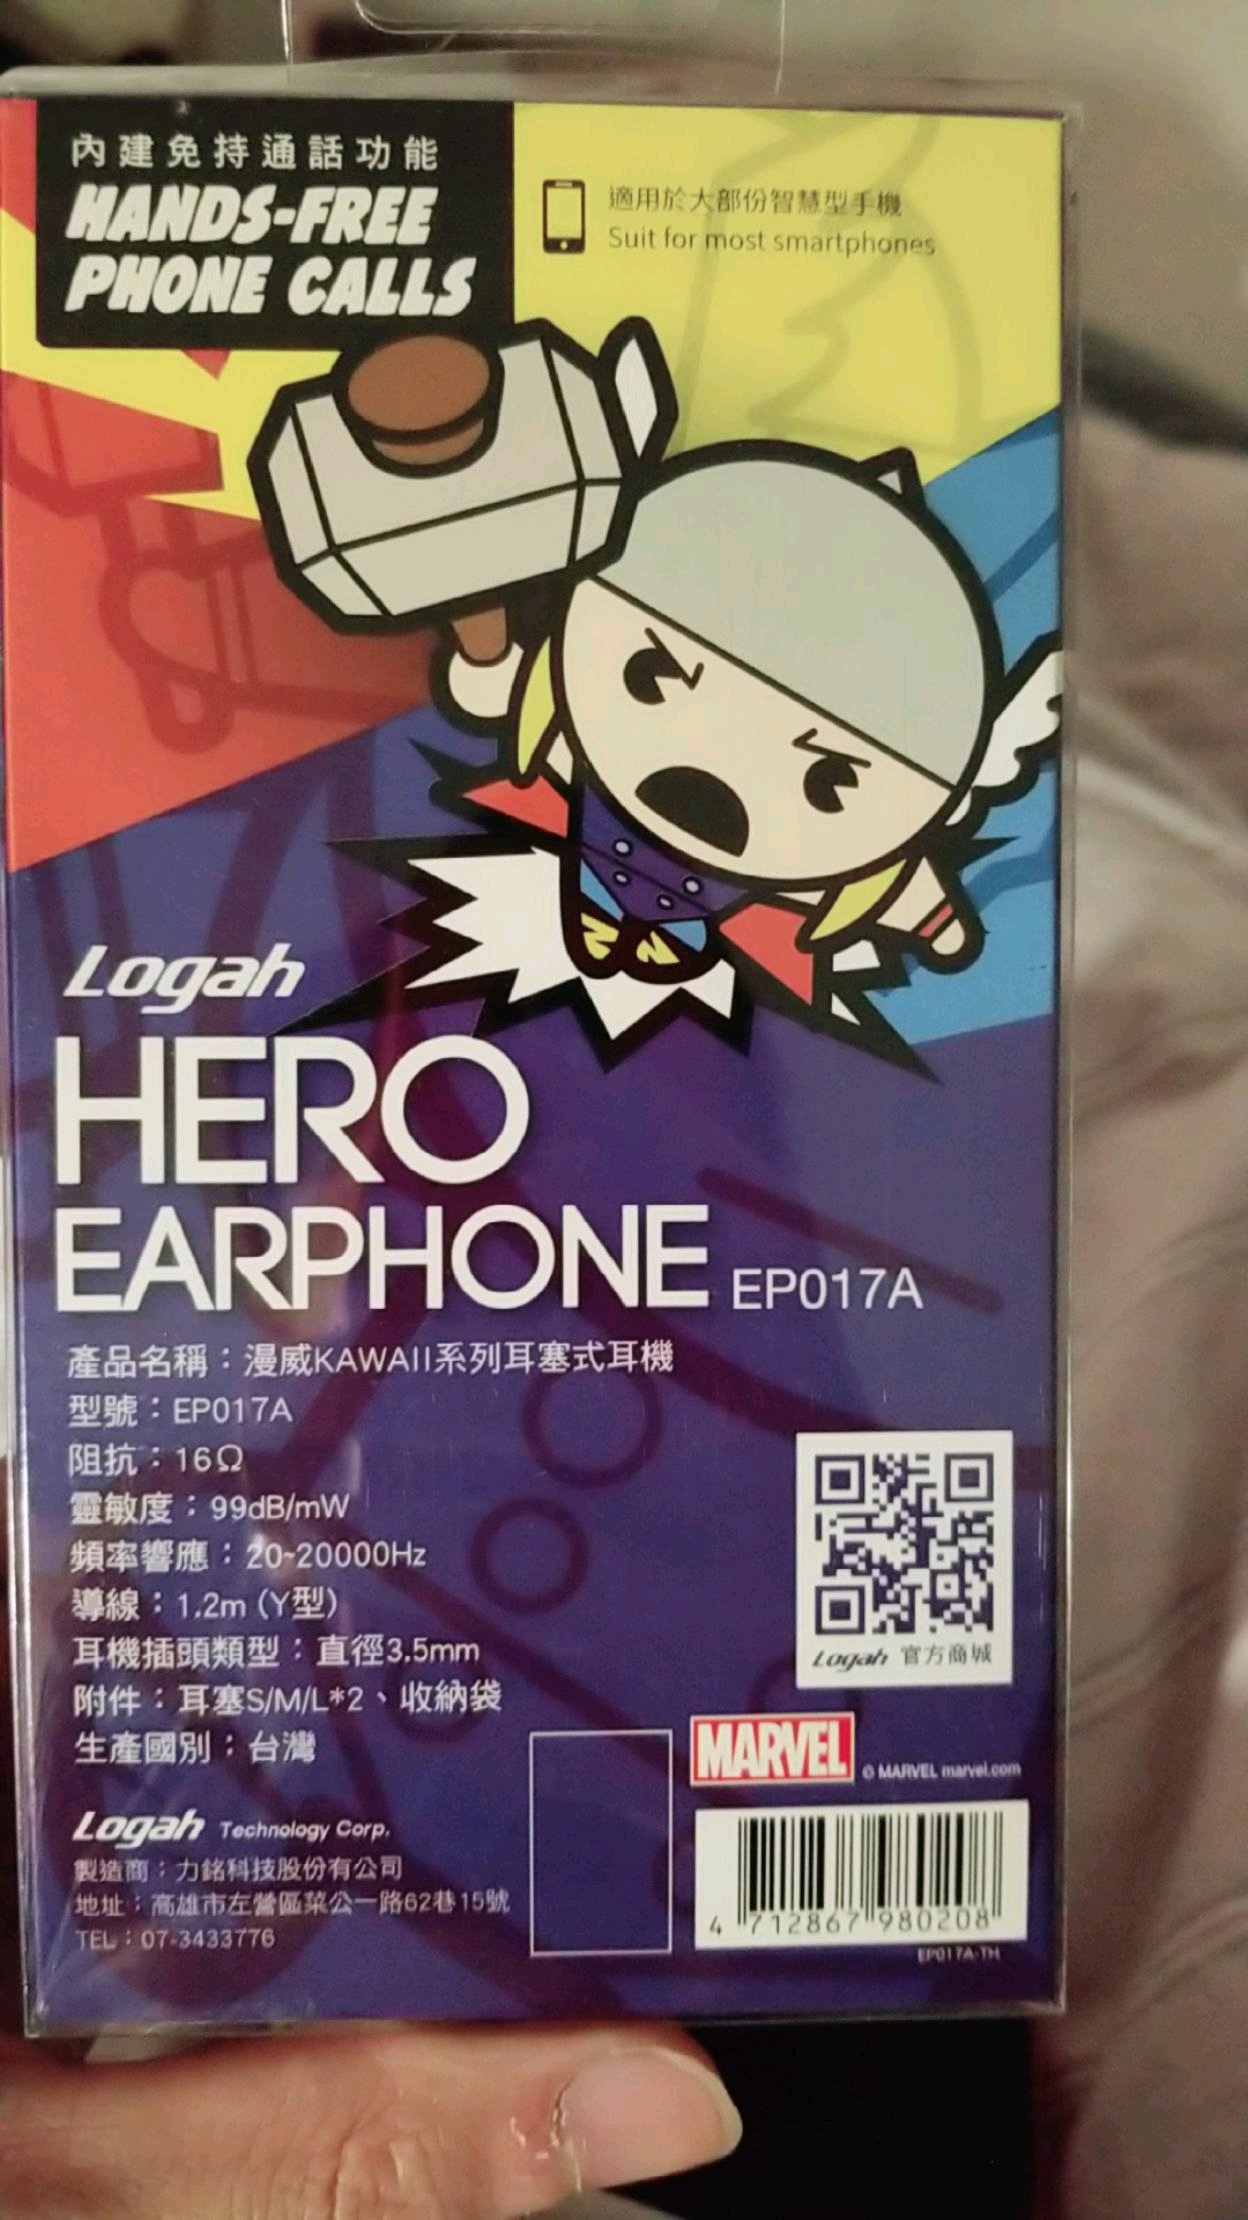 內建免持通話功能
HANDS-FREE
PHONE CALLS
適用於大部份智慧型手機
Suit for most smartphones
Logah
HERO
EARPHONE EP017A
產品名稱：漫威KAWAII系列耳塞式耳機
型號：EP017A
阻抗：16Ω
靈敏度：99dB/mW
頻率響應：20~20000Hz
導線：1.2m (Y型)
耳機插頭類型：直徑3.5mm
附件：耳塞S/M/L*2、收納袋
生產國別：台灣
Logah 官方商城
MARVEL © MARVEL marvel.com
Logah Technology Corp.
製造商：力銘科技股份有公司
地址：高雄市左營區菜公一路62巷15號
TEL：07-3433776
4 712867 980208
EP017A-TH